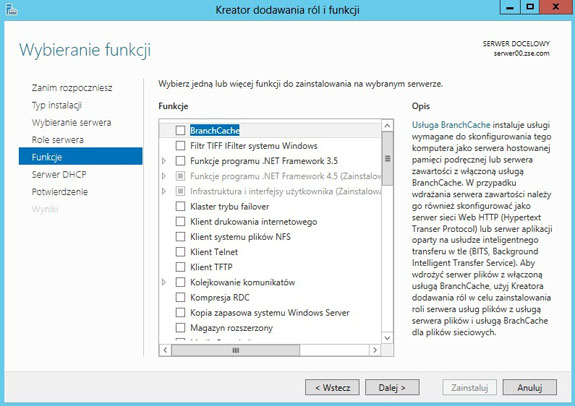 Kreator dodawania ról i funkcji
Wybieranie funkcji
SERWER DOCELOWY
serwer00.zse.com
Zanim rozpoczniesz
Typ instalacji
Wybieranie serwera
Role serwera
Funkcje
Serwer DHCP
Potwierdzenie
Wyniki
Wybierz jedną lub więcej funkcji do zainstalowania na wybranym serwerze.
Funkcje
BranchCache
Filtr TIFF IFilter systemu Windows
Funkcje programu .NET Framework 3.5
Funkcje programu .NET Framework 4.5 (Zainstalow
Infrastruktura i interfejsy użytkownika (Zainstalowa
Klaster trybu failover
Klient drukowania internetowego
Klient systemu plików NFS
Klient Telnet
Klient TFTP
Kolejkowanie komunikatów
Kompresja RDC
Kopia zapasowa systemu Windows Server
Magazyn rozszerzony
Opis
Usługa BranchCache instaluje usługi
wymagane do skonfigurowania tego
komputera jako serwera hostowanej
pamięci podręcznej lub serwera
zawartości z włączoną usługą
BranchCache. W przypadku
wdrażania serwera zawartości należy
go również skonfigurować jako
serwer sieci Web HTTP (Hypertext
Transer Protocol) lub serwer aplikacji
oparty na usłudze inteligentnego
transferu w tle (BITS, Background
Intelligent Transfer Service). Aby
wdrożyć serwer plików z włączoną
usługą BranchCache, użyj Kreatora
dodawania ról w celu zainstalowania
roli serwera usług plików z usługą
serwera plików i usługą BrachCache
dla plików sieciowych.
< Wstecz
Dalej >
Zainstaluj
Anuluj